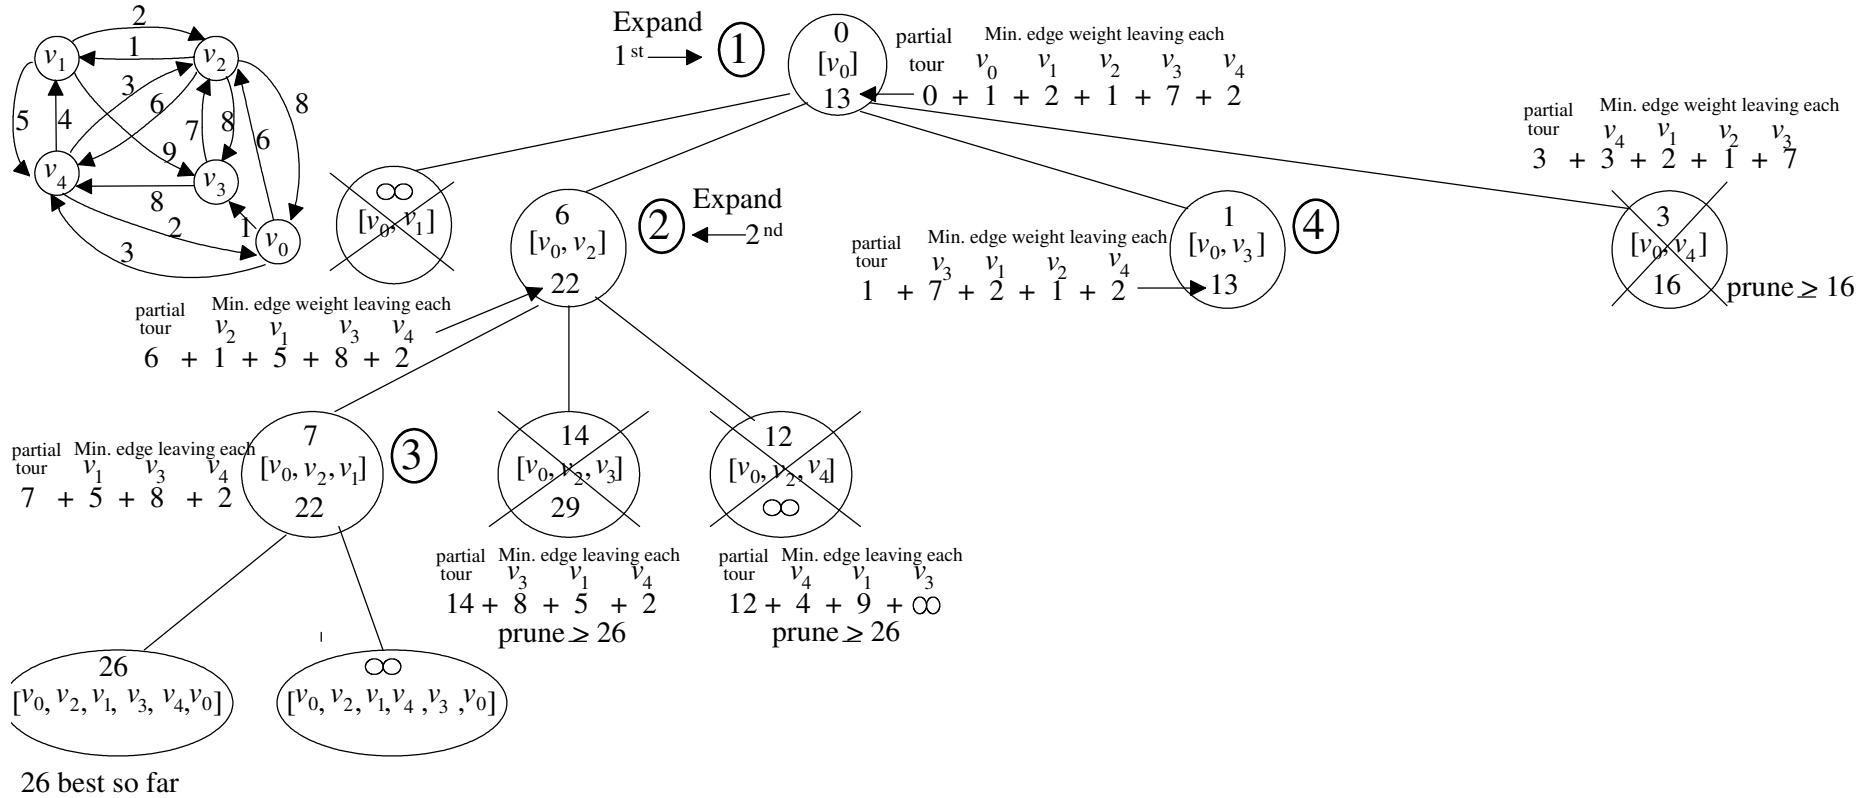 Expand
1st
1
0
[v0]
13
partial
tour
Min. edge weight leaving each
v0 v1 v2 v3 v4
0 + 1 + 2 + 1 + 7 + 2
v1
v2
v4
v3
v0
2
1
3
6
5
4
9
7
8
8
6
8
1
2
3
∞
[v0, v1]
6
[v0, v2]
22
2
Expand
2nd
partial
tour
Min. edge weight leaving each
v2 v1 v3 v4
6 + 1 + 5 + 8 + 2
1
[v0, v3]
13
4
partial
tour
Min. edge weight leaving each
v3 v1 v2 v4
1 + 7 + 2 + 1 + 2
3
[v0, v4]
16
prune ≥ 16
partial
tour
Min. edge weight leaving each
v4 v1 v2 v3
3 + 3 + 2 + 1 + 7
7
[v0, v2, v1]
22
3
partial
tour
Min. edge leaving each
v1 v3 v4
7 + 5 + 8 + 2
14
[v0, v2, v3]
29
partial
tour
Min. edge leaving each
v3 v1 v4
14 + 8 + 5 + 2
prune ≥ 26
12
[v0, v2, v4]
∞
partial
tour
Min. edge leaving each
v4 v1 v3
12 + 4 + 9 + ∞
prune ≥ 26
26
[v0, v2, v1, v3, v4,v0]
∞
[v0, v2, v1,v4 ,v3 ,v0]
26 best so far